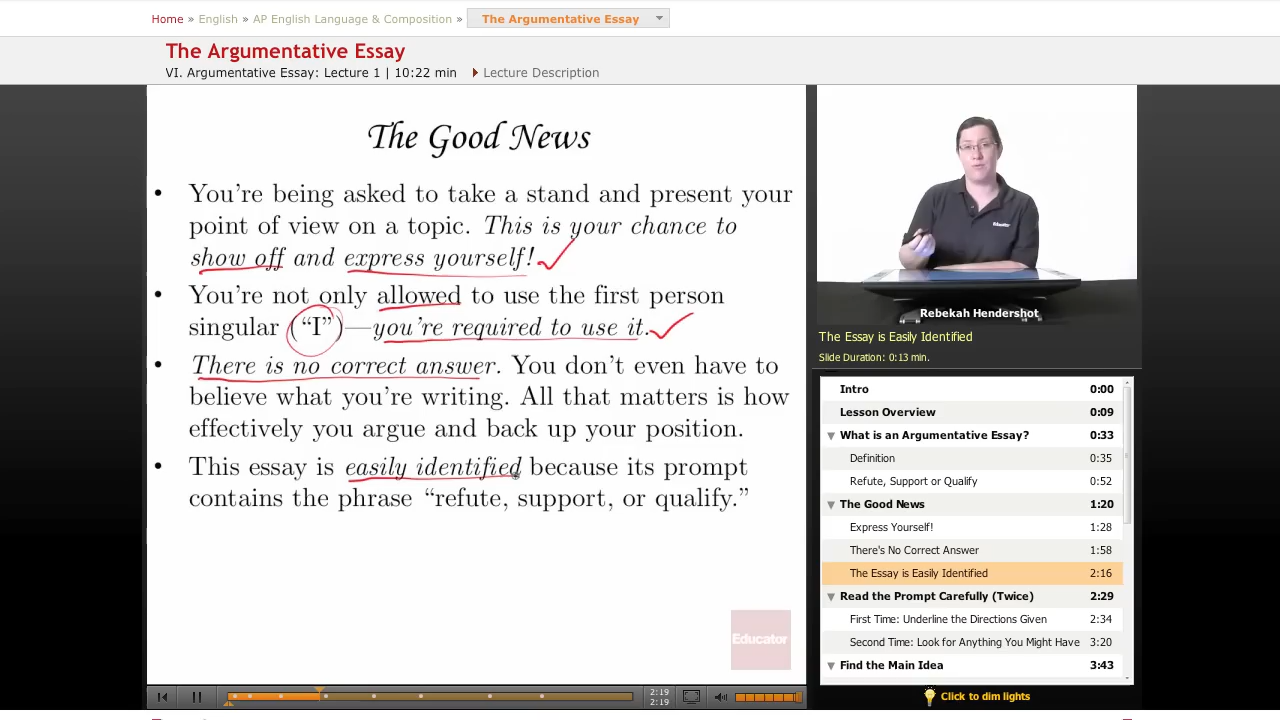 Home » English » AP English Language & Composition » The Argumentative Essay
The Argumentative Essay
VI. Argumentative Essay: Lecture 1 | 10:22 min Lecture Description
The Good News
• You're being asked to take a stand and present your
point of view on a topic. This is your chance to
show off and express yourself!
• You're not only allowed to use the first person
singular ("I")—you're required to use it.
• There is no correct answer. You don't even have to
believe what you're writing. All that matters is how
effectively you argue and back up your position.
• This essay is easily identified because its prompt
contains the phrase "refute, support, or qualify."
Educator
2:19
2:19
Educator
Rebekah Hendershot
The Essay is Easily Identified
Slide Duration: 0:13 min.
Intro 0:00
Lesson Overview 0:09
What is an Argumentative Essay? 0:33
Definition 0:35
Refute, Support or Qualify 0:52
The Good News 1:20
Express Yourself! 1:28
There's No Correct Answer 1:58
The Essay is Easily Identified 2:16
Read the Prompt Carefully (Twice) 2:29
First Time: Underline the Directions Given 2:34
Second Time: Look for Anything You Might Have 3:20
Find the Main Idea 3:43
Click to dim lights